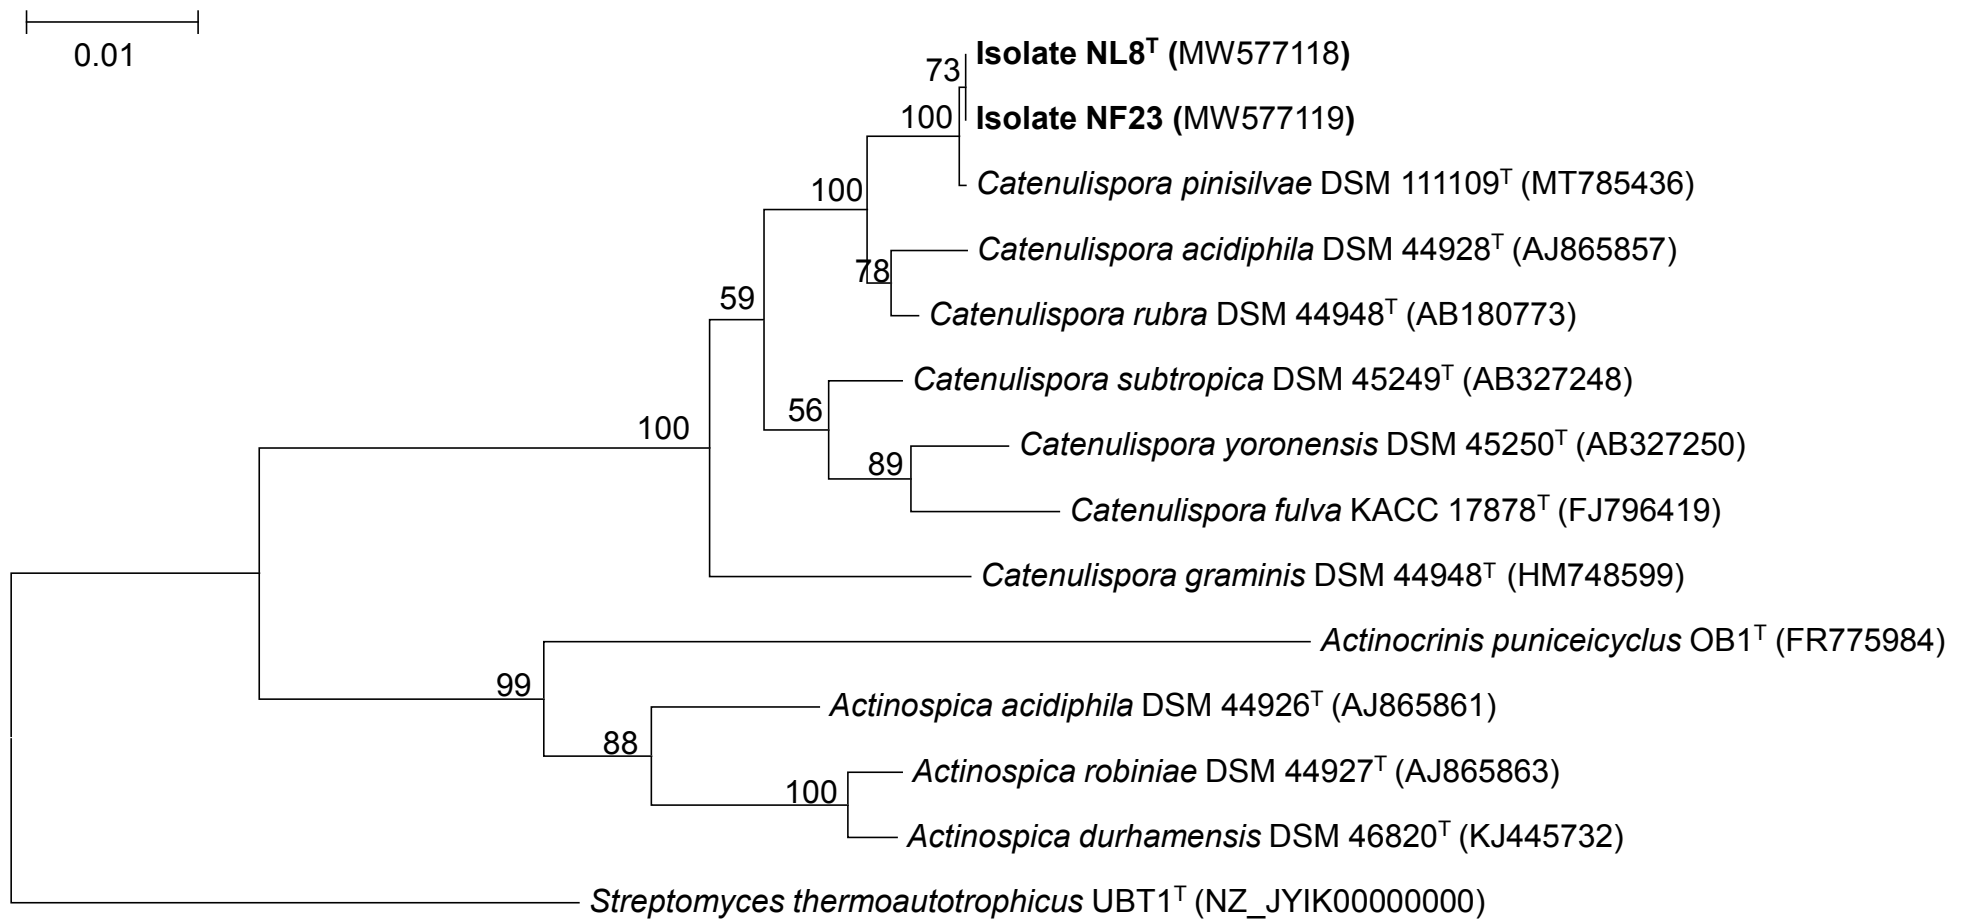 0.01
73
Isolate NL8ᵀ (MW577118)
100
Isolate NF23 (MW577119)
100
Catenulispora pinisilvae DSM 111109ᵀ (MT785436)
Catenulispora acidiphila DSM 44928ᵀ (AJ865857)
78
59
Catenulispora rubra DSM 44948ᵀ (AB180773)
Catenulispora subtropica DSM 45249ᵀ (AB327248)
56
100
Catenulispora yoronensis DSM 45250ᵀ (AB327250)
89
Catenulispora fulva KACC 17878ᵀ (FJ796419)
Catenulispora graminis DSM 44948ᵀ (HM748599)
Actinocrinis puniceicyclus OB1ᵀ (FR775984)
99
Actinospica acidiphila DSM 44926ᵀ (AJ865861)
88
Actinospica robiniae DSM 44927ᵀ (AJ865863)
100
Actinospica durhamensis DSM 46820ᵀ (KJ445732)
Streptomyces thermoautotrophicus UBT1ᵀ (NZ_JYIK00000000)